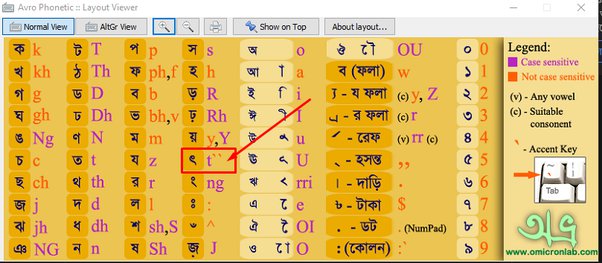 Avro Phonetic :: Layout Viewer
Normal View AltGr View Show on Top About layout...
ক k ট T প p স s অ o ঔ ৌ OU ০ 0
খ kh ঠ Th ফ ph,f হ h আ া a ব (ফলা) w ১ 1
গ g ড D ব b ড় R ই ি i ্য - য ফলা (c) y, Z ২ 2
ঘ gh ঢ Dh ভ bh,v ঢ় Rh ঈ ী I ্র - র ফলা (c) r ৩ 3
ঙ Ng ণ N ম m য় y,Y উ ু u র্ - রেফ (v) rr (c) ৪ 4
চ c ত t য z ৎ t`` ঊ ূ U ্ - হসন্ত ,, ৫ 5
ছ ch থ th র r ং ng ঋ ৃ rri । - দাড়ি . ৬ 6
জ j দ d ল l ঃ : এ ে e ৳ - টাকা $ ৭ 7
ঝ jh ধ dh শ sh,S ঁ ^ ঐ ৈ OI . - ডট . (NumPad) ৮ 8
ঞ NG ন n ষ Sh জ় J ও ো O : (কোলন) :` ৯ 9
Legend:
Case sensitive
Not case sensitive
(v) - Any vowel
(c) - Suitable
consonent
` - Accent Key
Tab
অভ্র
www.omicronlab.com